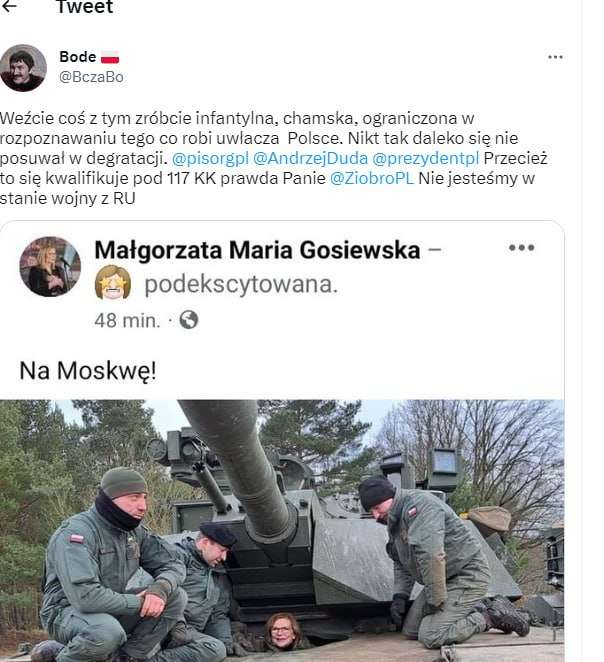 Tweet
Bode 🇵🇱
@BczaBo
Weźcie coś z tym zróbcie infantylna, chamska, ograniczona w
rozpoznawaniu tego co robi uwłacza Polsce. Nikt tak daleko się nie
posuwał w degratacji. @pisorgpl @AndrzejDuda @prezydentpl Przecież
to się kwalifikuje pod 117 KK prawda Panie @ZiobroPL Nie jesteśmy w
stanie wojny z RU
Małgorzata Maria Gosiewska –
🤩 podekscytowana.
48 min. ·
Na Moskwę!